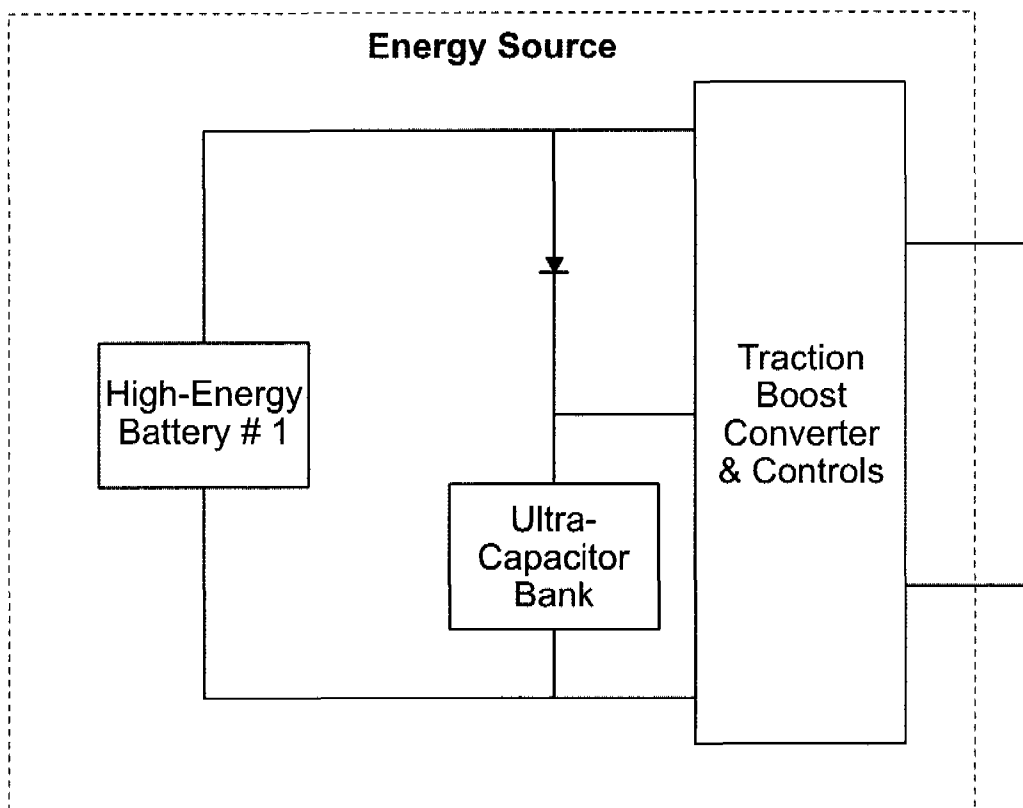 Energy Source
High-Energy
Battery # 1
Ultra-
Capacitor
Bank
Traction
Boost
Converter
& Controls